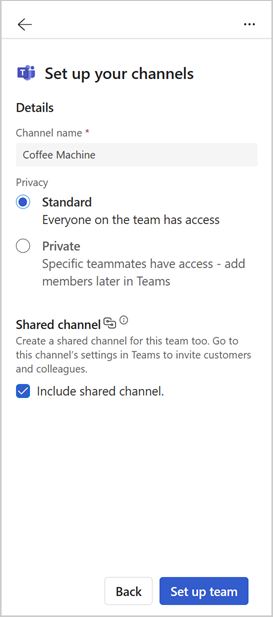 Set up your channels
Details
Channel name *
Coffee Machine
Privacy
Standard
Everyone on the team has access
Private
Specific teammates have access - add
members later in Teams
Shared channel
Create a shared channel for this team too. Go to
this channel's settings in Teams to invite customers
and colleagues.
Include shared channel.
Back
Set up team